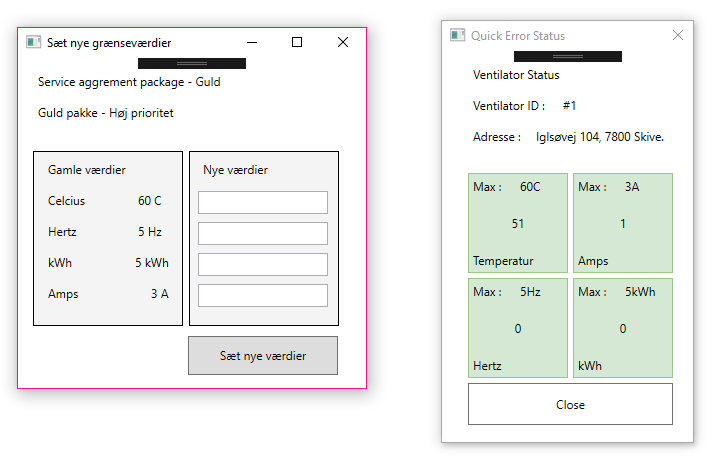 Sæt nye grænseværdier
Service aggrement package - Guld
Guld pakke - Høj prioritet
Gamle værdier
Celcius 60 C
Hertz 5 Hz
kWh 5 kWh
Amps 3 A
Nye værdier
Sæt nye værdier
Quick Error Status
Ventilator Status
Ventilator ID : #1
Adresse : Iglsøvej 104, 7800 Skive.
Max : 60C
51
Temperatur
Max : 3A
1
Amps
Max : 5Hz
0
Hertz
Max : 5kWh
0
kWh
Close